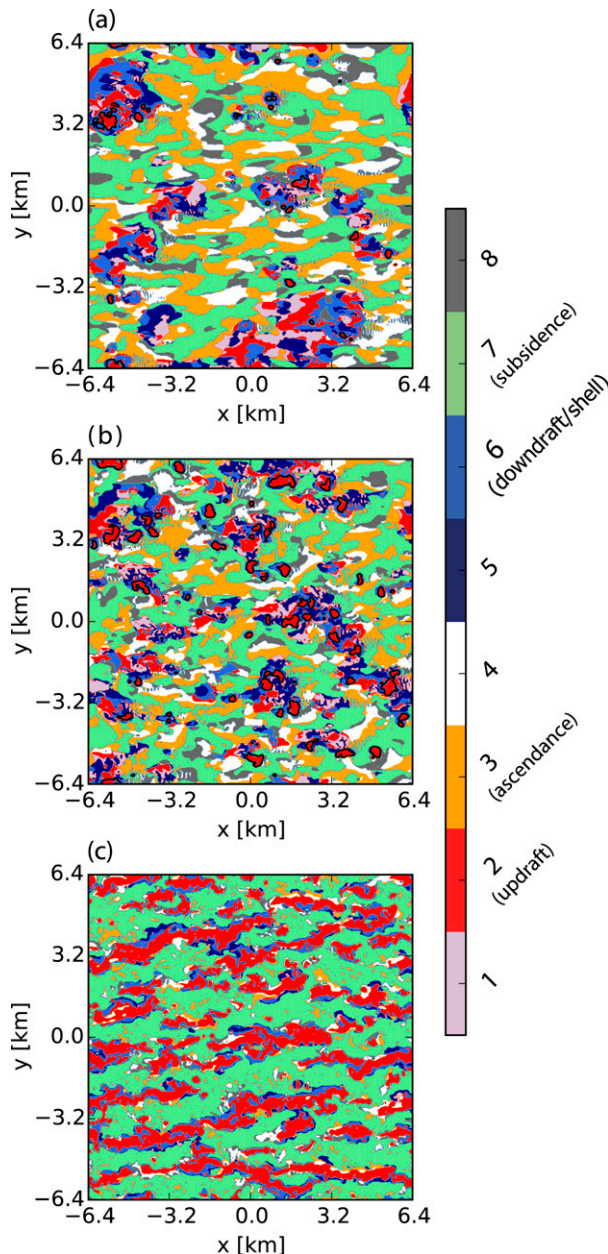 (a)
6.4
3.2
0.0
−3.2
−6.4
y [km]
−6.4 −3.2 0.0 3.2 6.4
x [km]
(b)
6.4
3.2
0.0
−3.2
−6.4
y [km]
−6.4 −3.2 0.0 3.2 6.4
x [km]
(c)
6.4
3.2
0.0
−3.2
−6.4
y [km]
−6.4 −3.2 0.0 3.2 6.4
x [km]
8
7
(subsidence)
6
(downdraft/shell)
5
4
3
(ascendance)
2
(updraft)
1